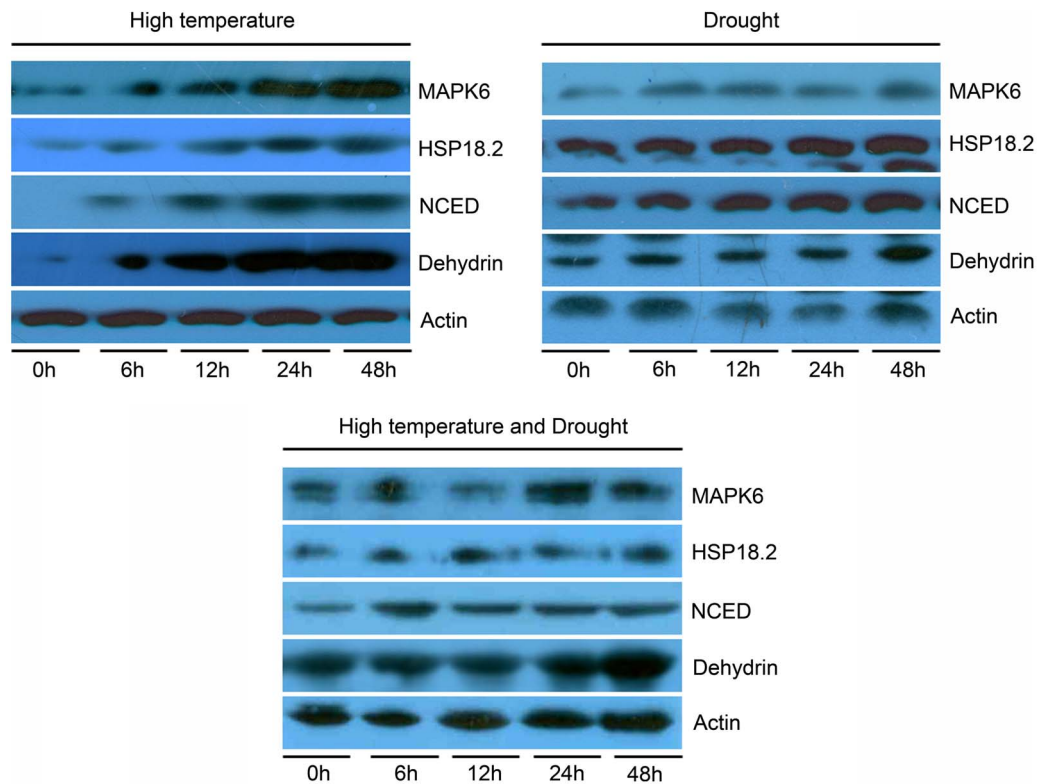 High temperature
MAPK6
HSP18.2
NCED
Dehydrin
Actin
0h 6h 12h 24h 48h
Drought
MAPK6
HSP18.2
NCED
Dehydrin
Actin
0h 6h 12h 24h 48h
High temperature and Drought
MAPK6
HSP18.2
NCED
Dehydrin
Actin
0h 6h 12h 24h 48h